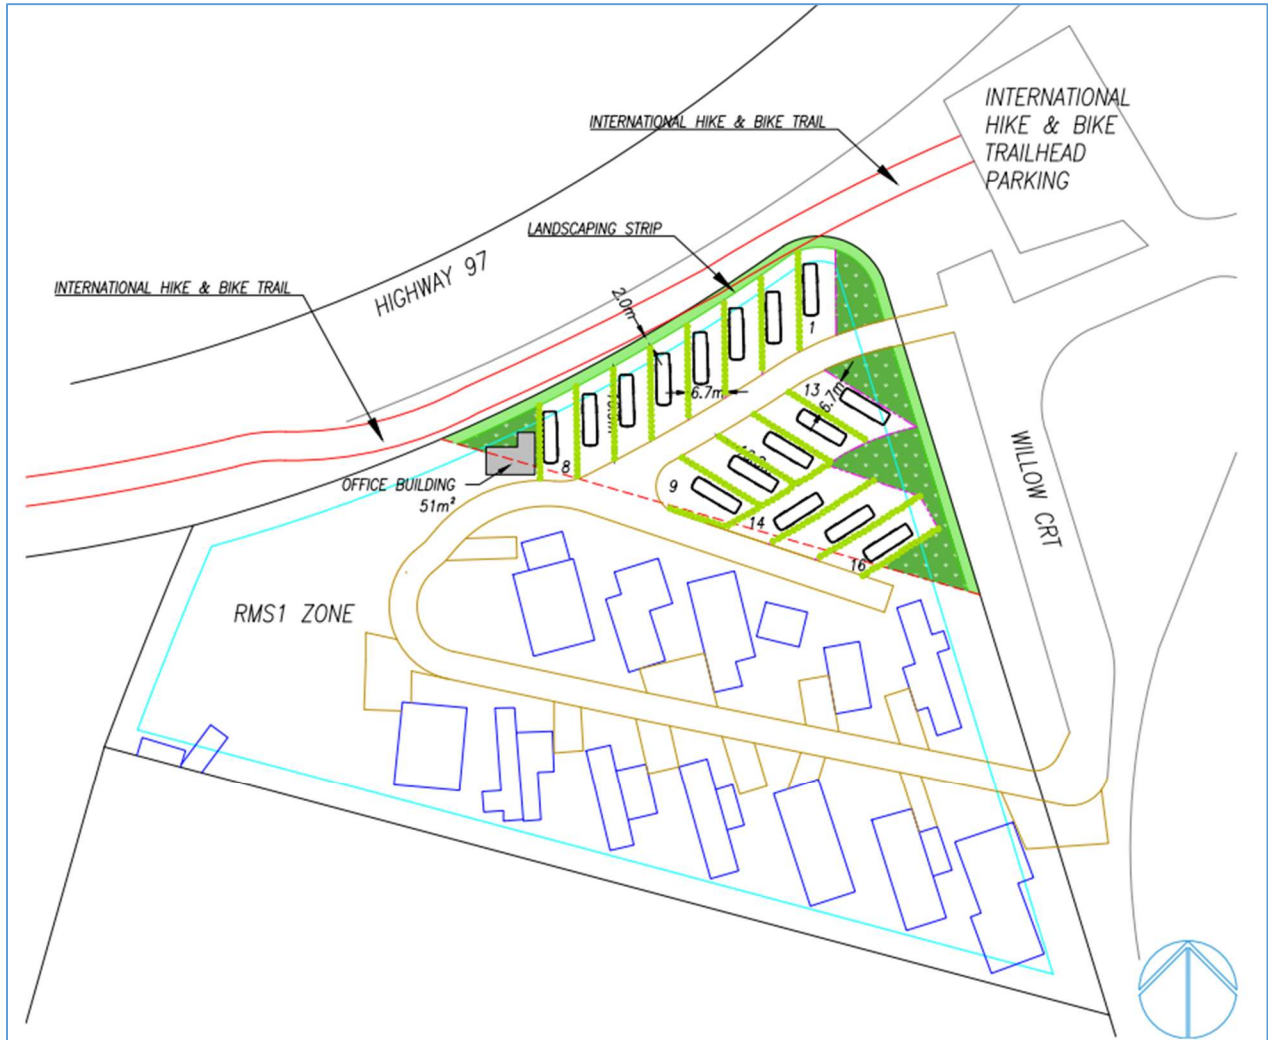 INTERNATIONAL
HIKE & BIKE
TRAILHEAD
PARKING
INTERNATIONAL HIKE & BIKE TRAIL
LANDSCAPING STRIP
HIGHWAY 97
INTERNATIONAL HIKE & BIKE TRAIL
2.0m
1
6.7m
13
6.7m
8
OFFICE BUILDING
51m²
9
14
16
WILLOW CRT
RMS1 ZONE